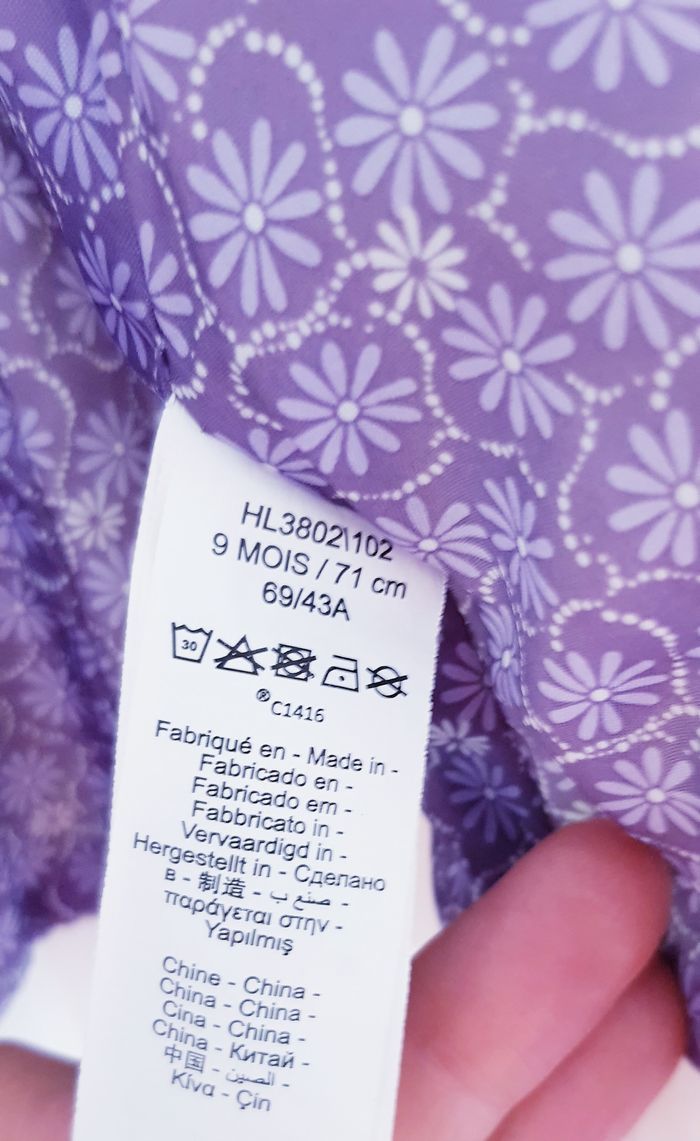 HL3802\102
9 MOIS / 71 cm
69/43A
30
®C1416
Fabriqué en - Made in -
Fabricado en -
Fabricado em -
Fabbricato in -
Vervaardigd in -
Hergestellt in - Сделано
в - 制造 - صنع ب -
παράγεται στην -
Yapılmış
Chine - China -
China - China -
Cina - China -
China - Китай -
中国 - الصين -
Κίνα - Çin